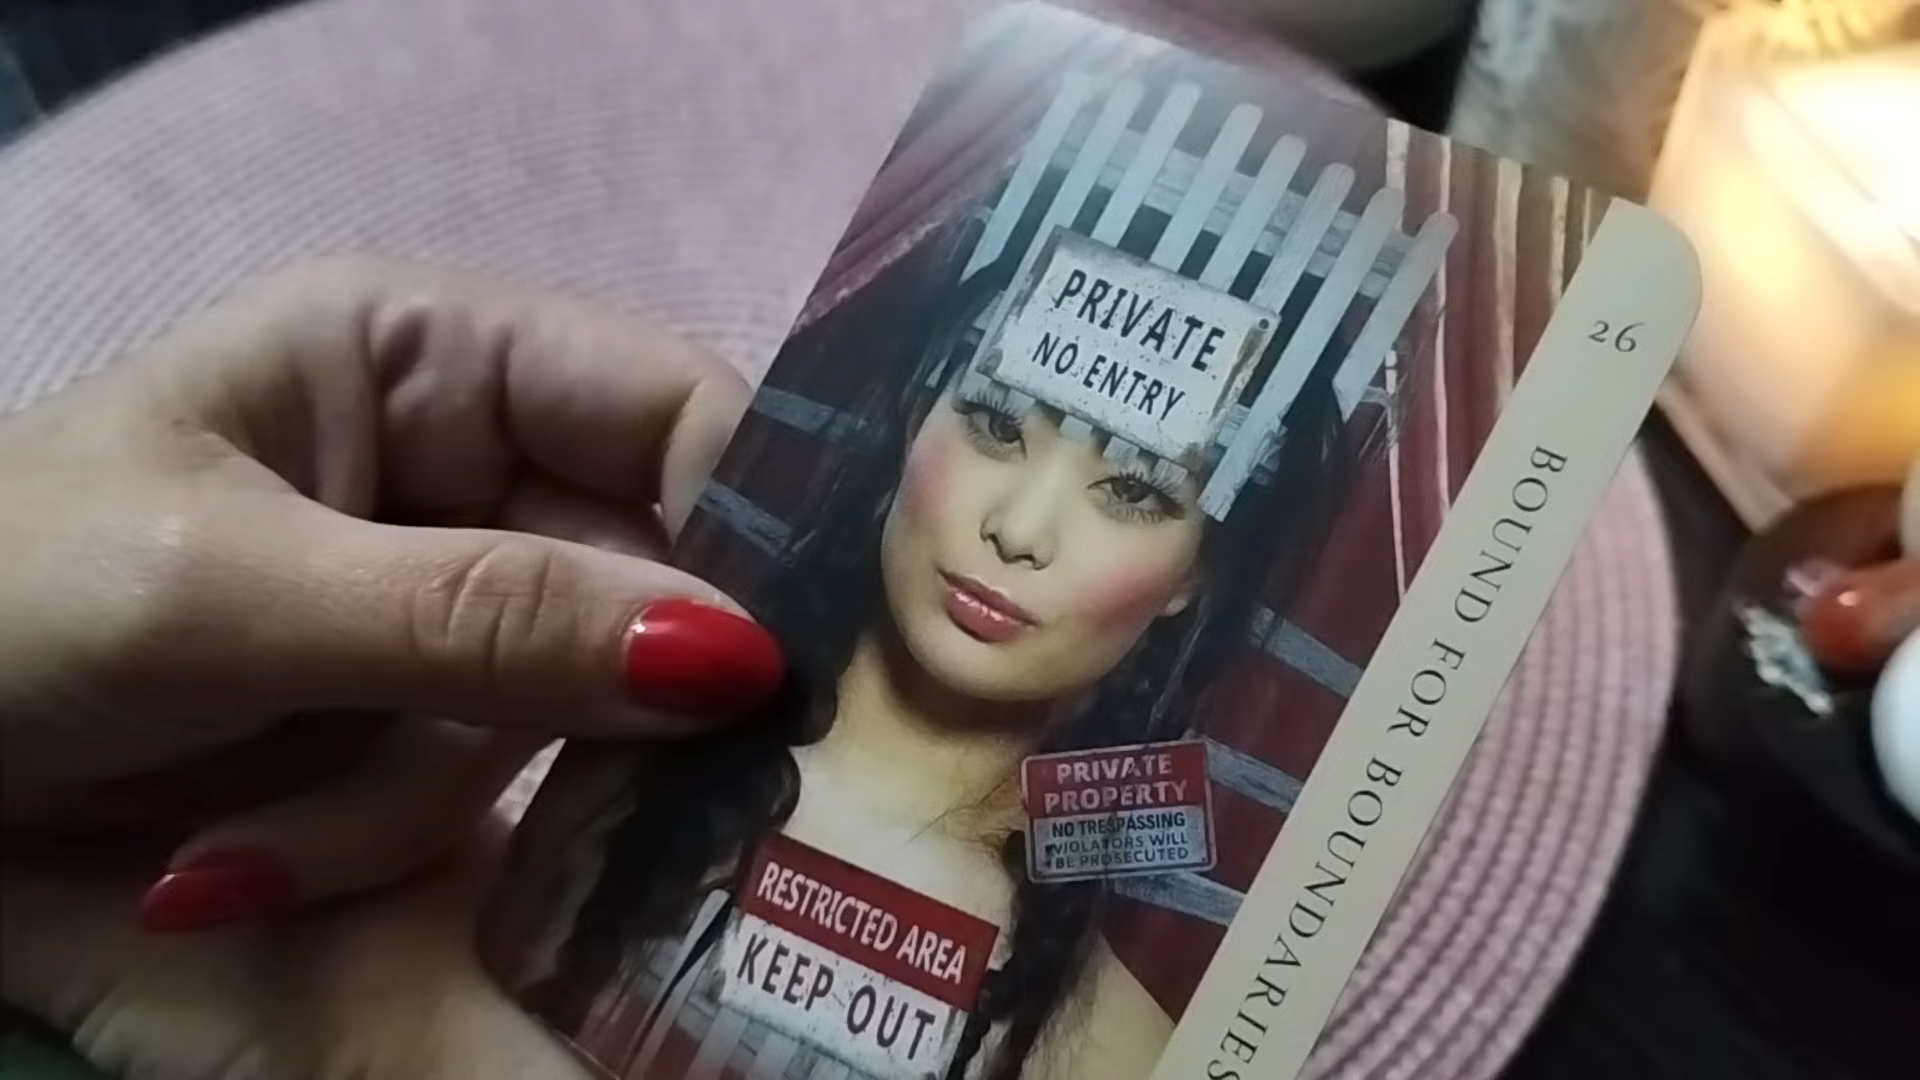 PRIVATE
NO ENTRY
26
BOUND FOR BOUNDARIES
PRIVATE
PROPERTY
NO TRESPASSING
VIOLATORS WILL
BE PROSECUTED
RESTRICTED AREA
KEEP OUT